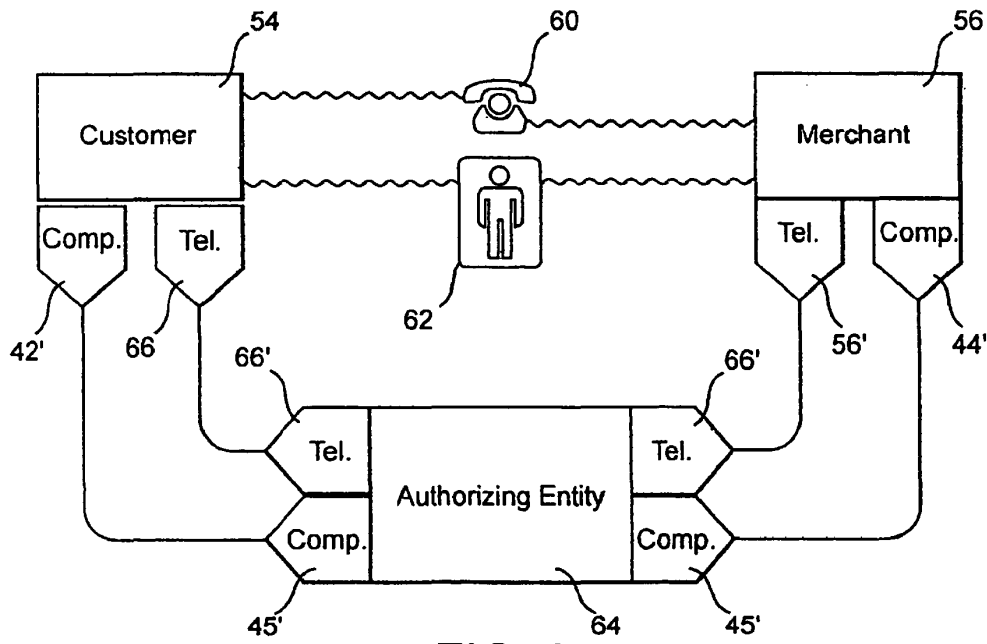 54
60
56
Customer
Merchant
Comp.
Tel.
Tel.
Comp.
42'
66
62
56'
44'
66'
66'
Tel.
Authorizing Entity
Tel.
Comp.
Comp.
45'
64
45'